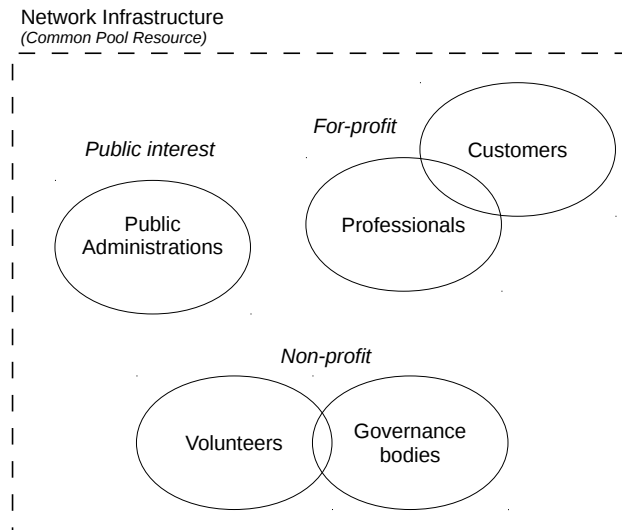 Network Infrastructure
(Common Pool Resource)
For-profit
Customers
Public interest
Public
Administrations
Professionals
Non-profit
Volunteers
Governance
bodies